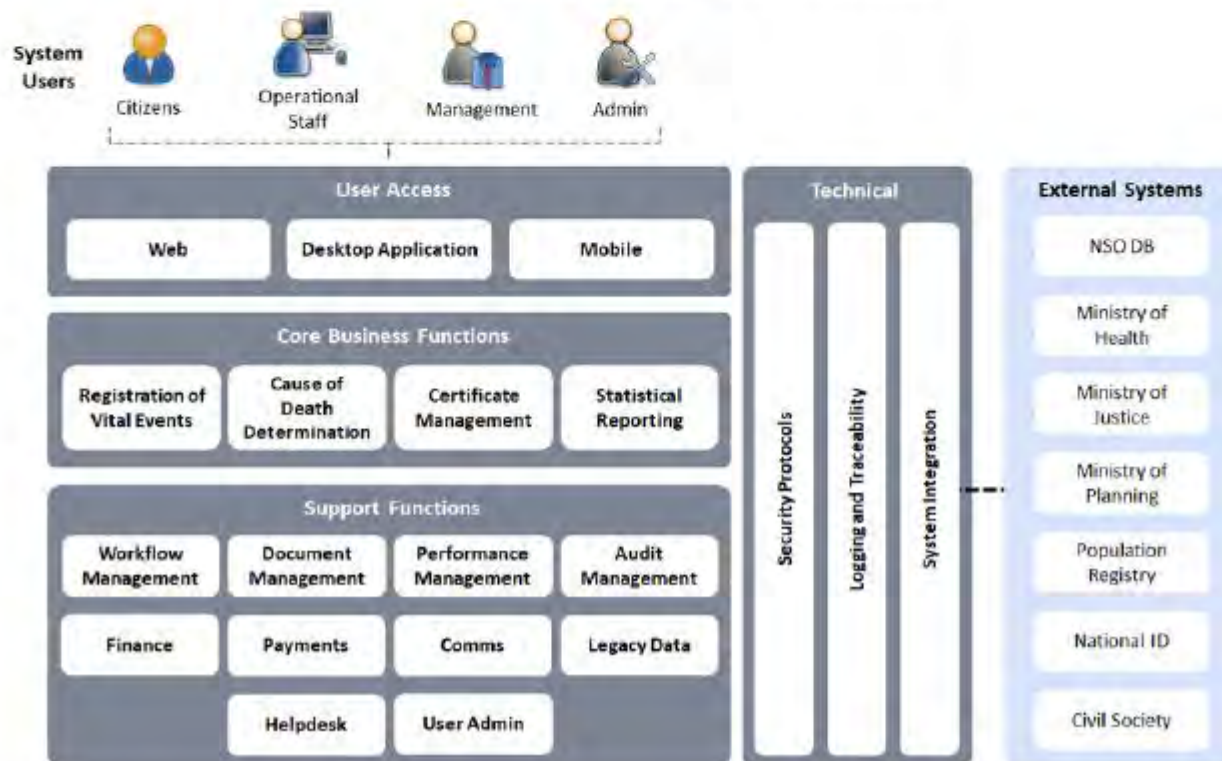 System
Users
Citizens
Operational
Staff
Management
Admin
User Access
Web
Desktop Application
Mobile
Core Business Functions
Registration of
Vital Events
Cause of
Death
Determination
Certificate
Management
Statistical
Reporting
Support Functions
Workflow
Management
Document
Management
Performance
Management
Audit
Management
Finance
Payments
Comms
Legacy Data
Helpdesk
User Admin
Technical
Security Protocols
Logging and Traceability
System Integration
External Systems
NSO DB
Ministry of
Health
Ministry of
Justice
Ministry of
Planning
Population
Registry
National ID
Civil Society